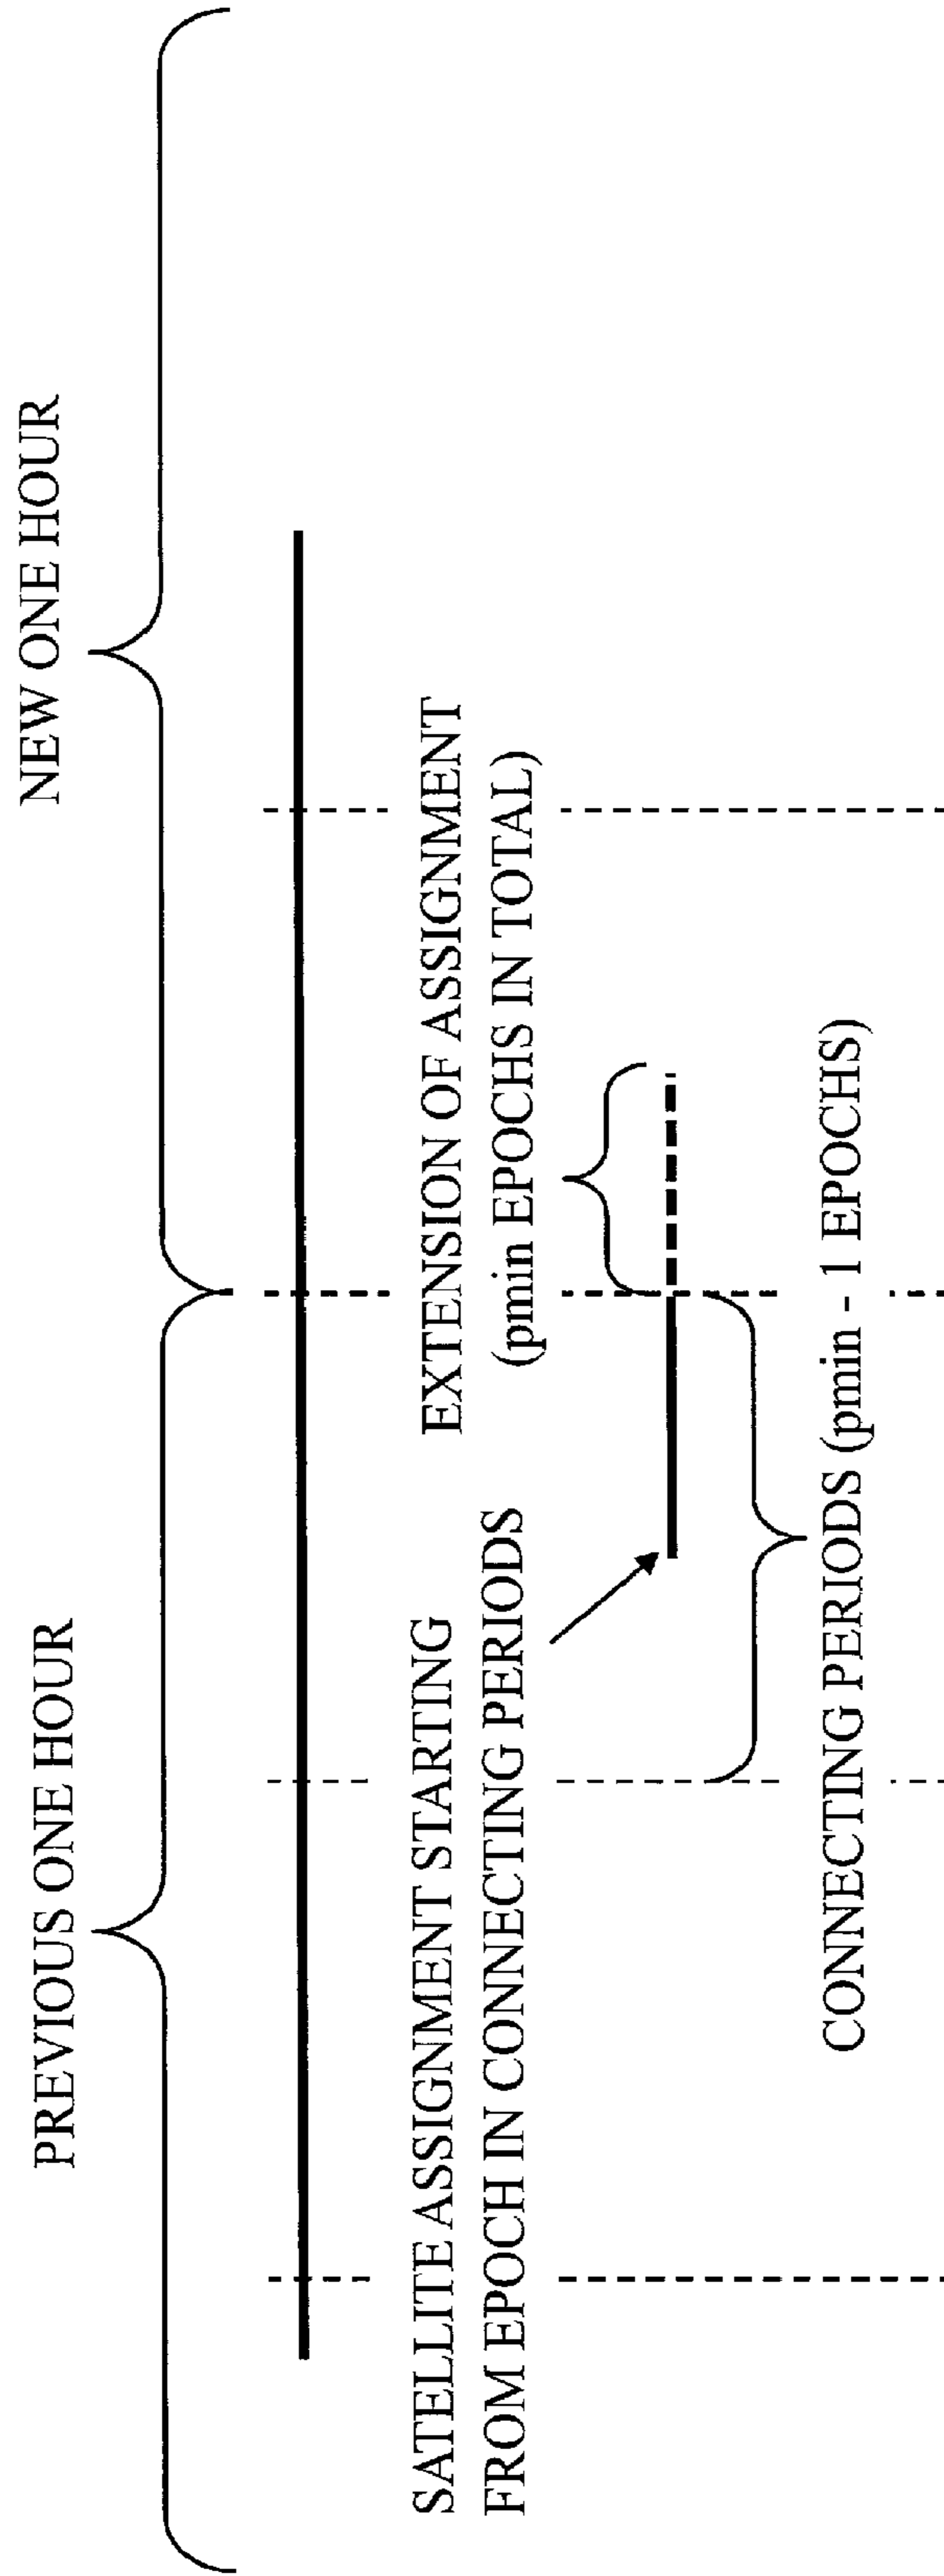 PREVIOUS ONE HOUR
NEW ONE HOUR
SATELLITE ASSIGNMENT STARTING
FROM EPOCH IN CONNECTING PERIODS
EXTENSION OF ASSIGNMENT
(pmin EPOCHS IN TOTAL)
CONNECTING PERIODS (pmin - 1 EPOCHS)